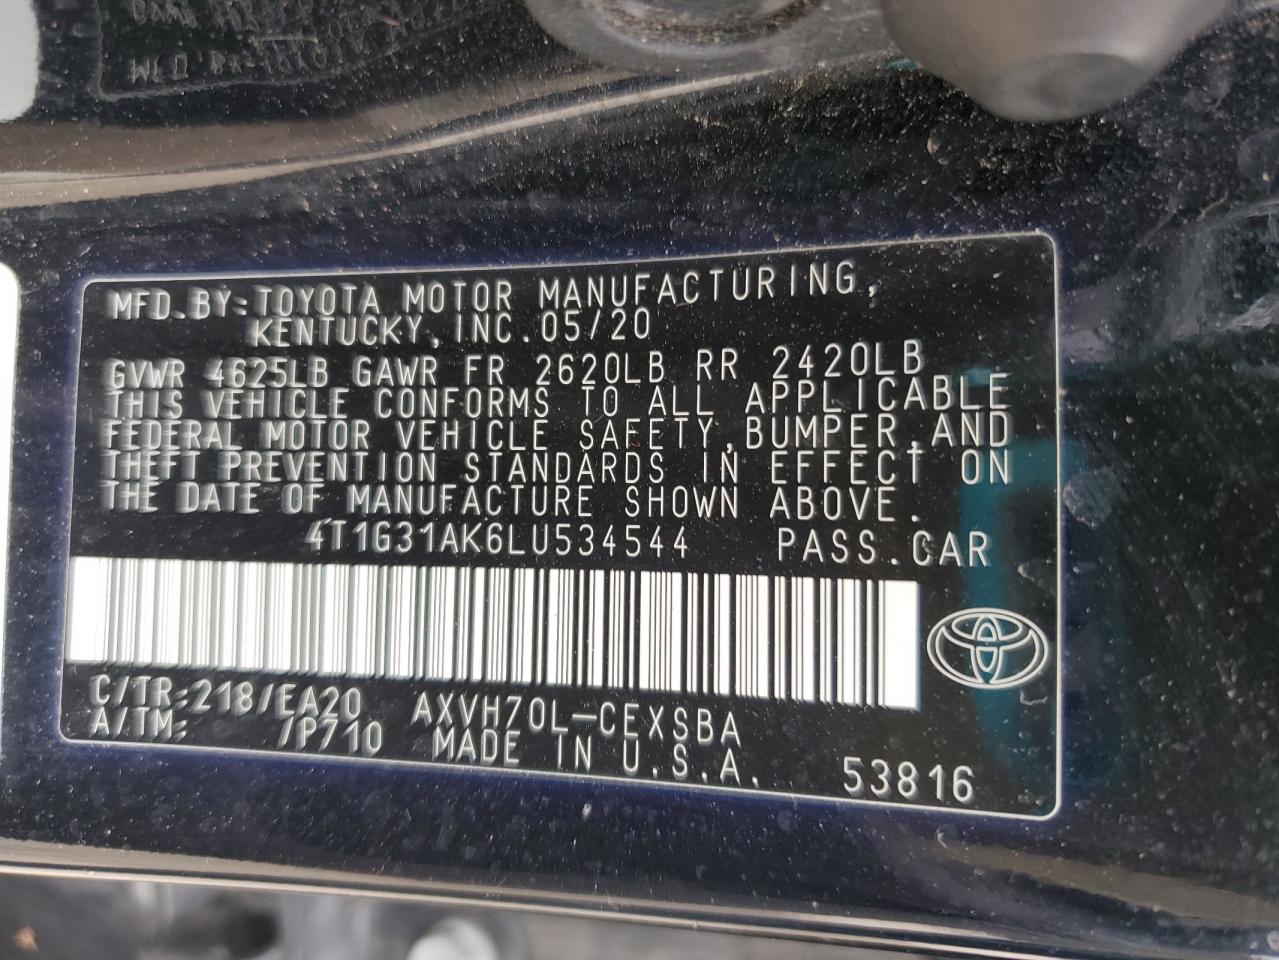 MFD.BY:TOYOTA MOTOR MANUFACTURING,
KENTUCKY,INC.05/20
GVWR 4625LB GAWR FR 2620LB RR 2420LB
THIS VEHICLE CONFORMS TO ALL APPLICABLE
FEDERAL MOTOR VEHICLE SAFETY,BUMPER,AND
THEFT PREVENTION STANDARDS IN EFFECT ON
THE DATE OF MANUFACTURE SHOWN ABOVE.
4T1G31AK6LU534544 PASS.CAR
C/TR:218/EA20 AXVH70L-CEXSBA
A/TM: /P710 MADE IN U.S.A. 53816